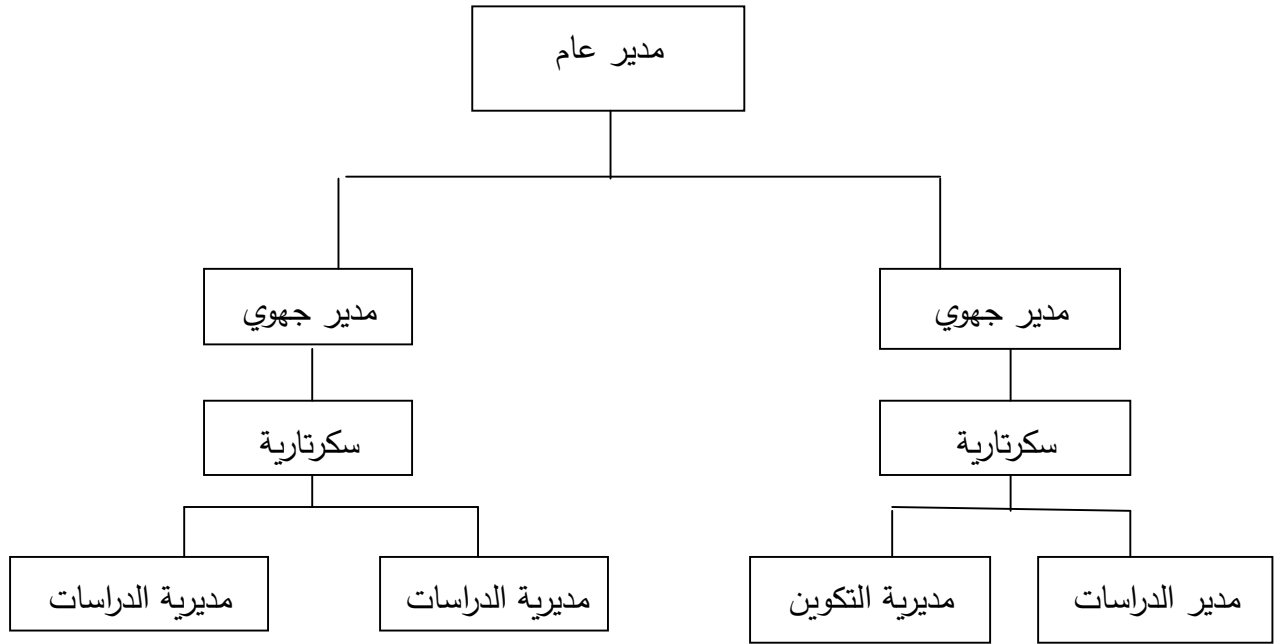 مدير عام
مدير جهوي
مدير جهوي
سكرتارية
سكرتارية
مدير الدراسات
مديرية التكوين
مديرية الدراسات
مديرية الدراسات